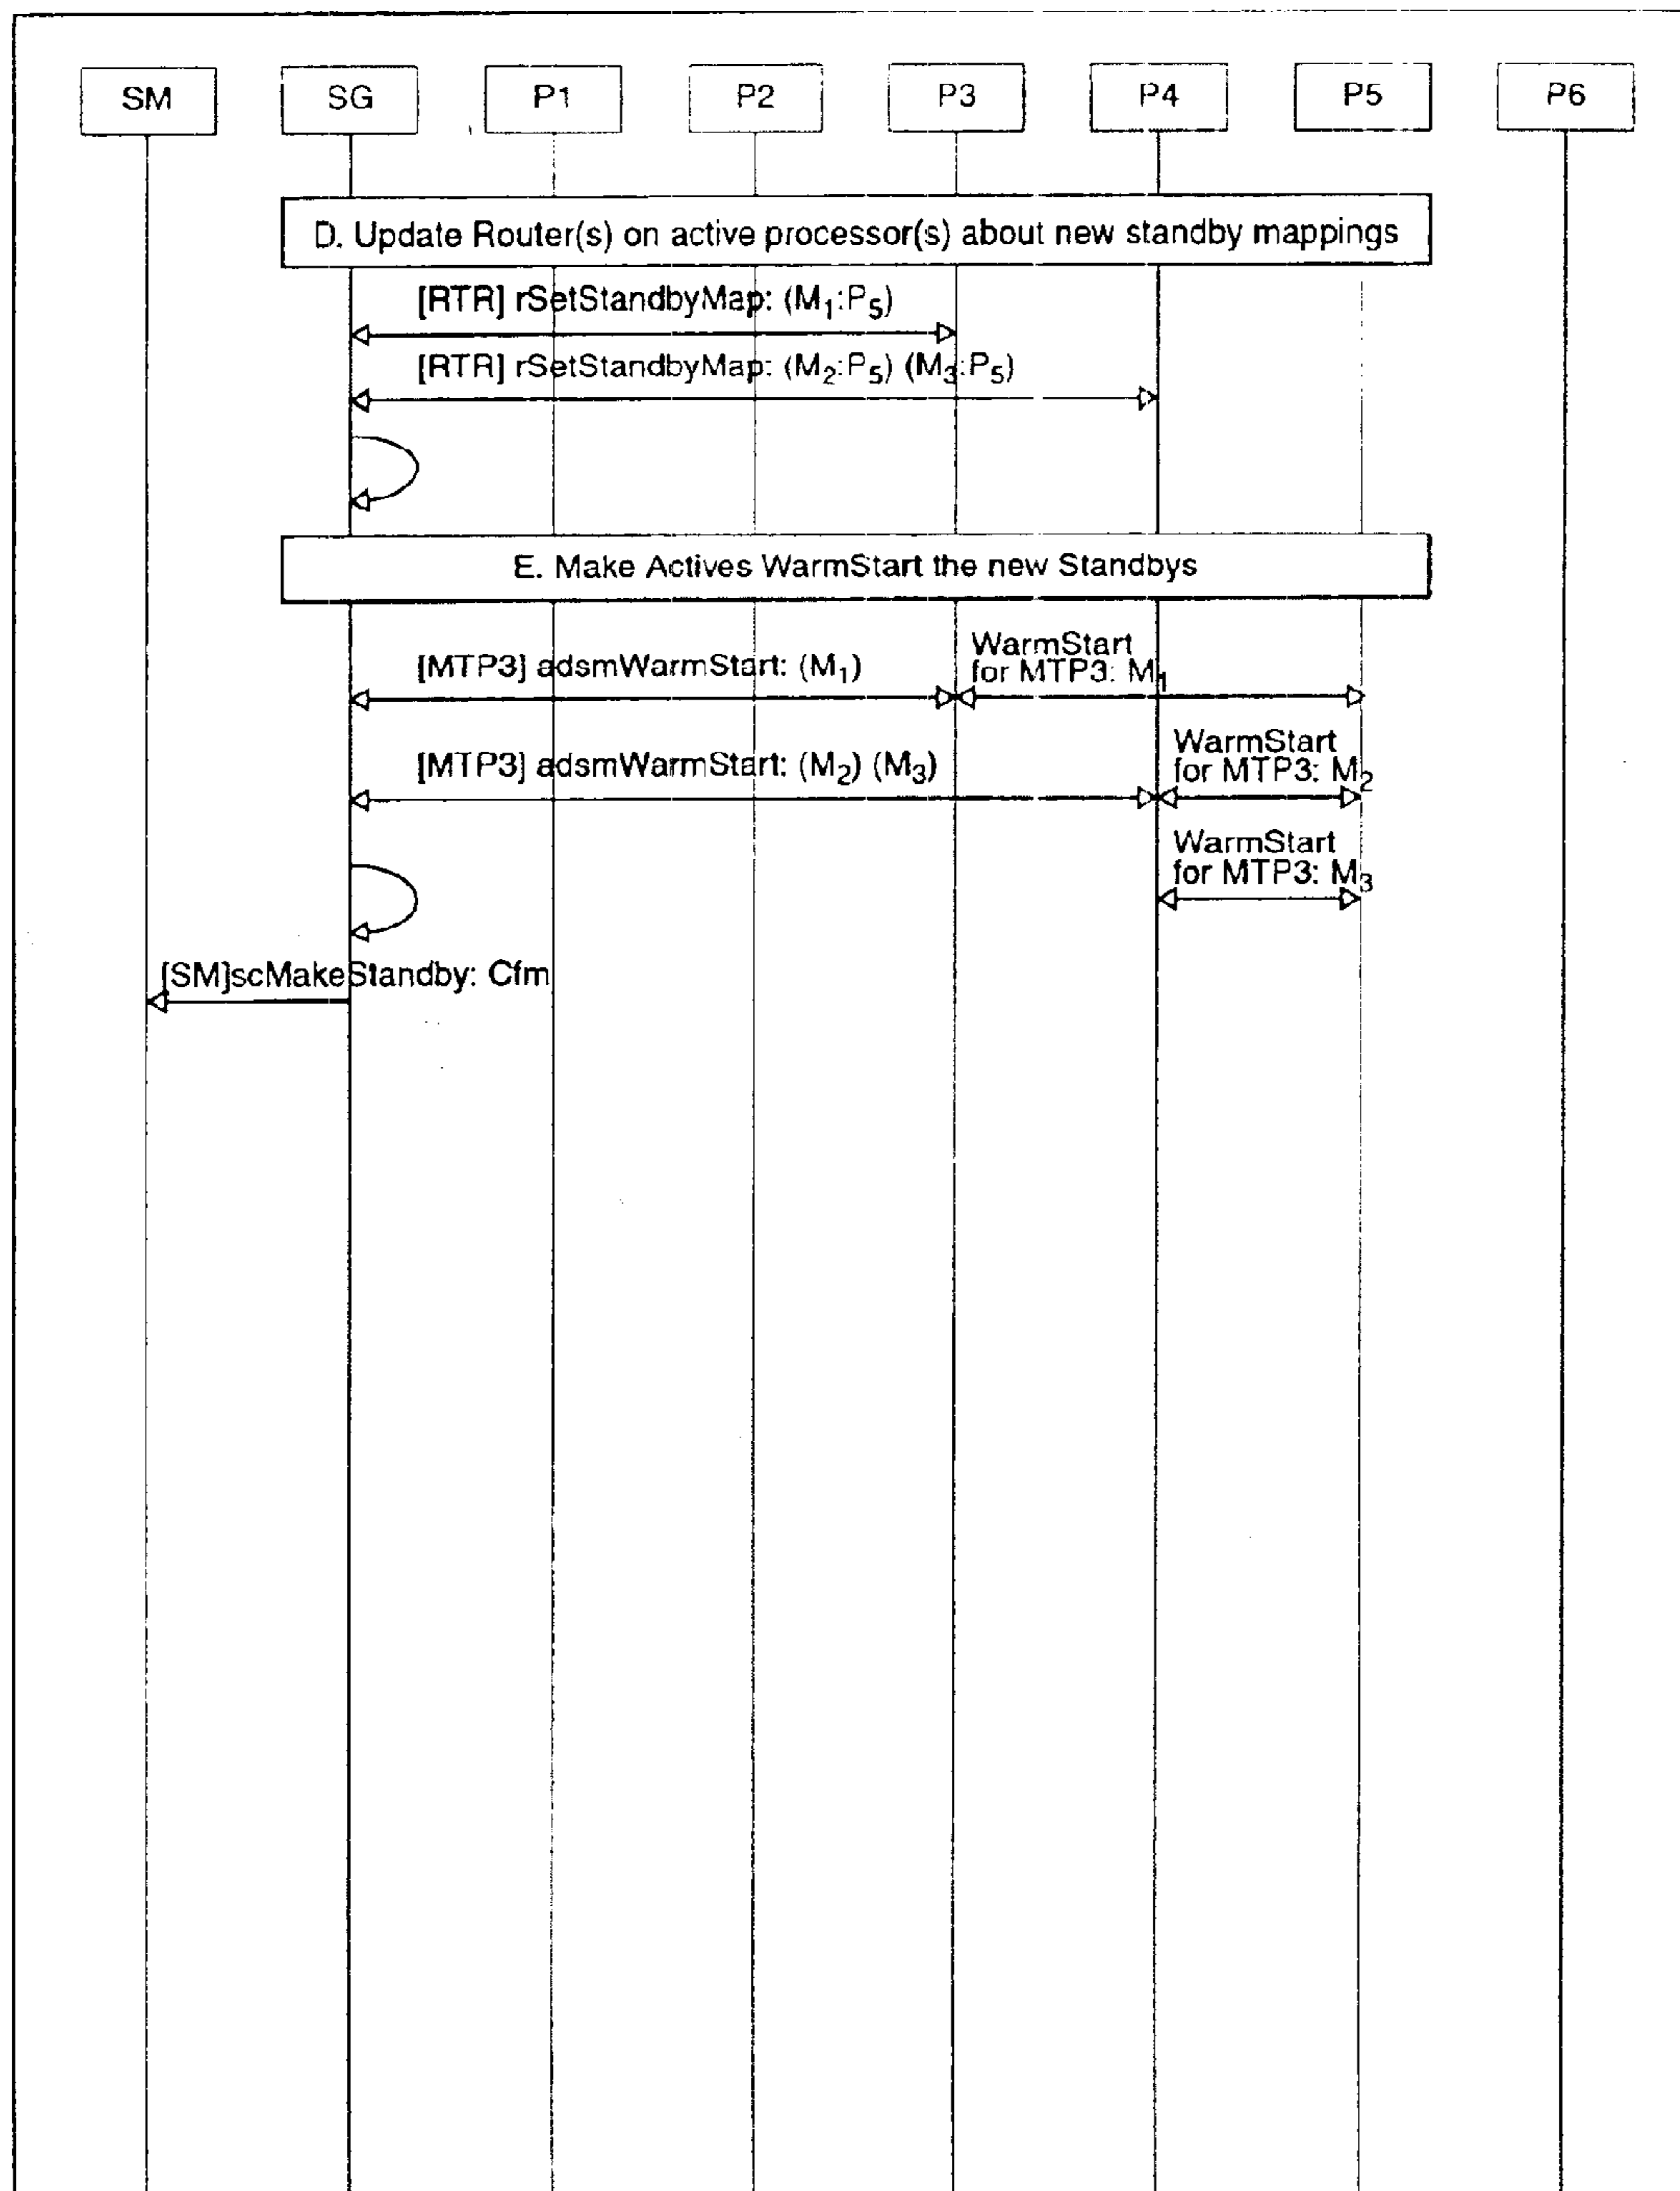 SM SG P1 P2 P3 P4 P5 P6
D. Update Router(s) on active processor(s) about new standby mappings
[RTR] rSetStandbyMap: (M₁:P₅)
[RTR] rSetStandbyMap: (M₂:P₅) (M₃:P₅)
E. Make Actives WarmStart the new Standbys
[MTP3] adsmWarmStart: (M₁)
WarmStart
for MTP3: M₁
[MTP3] adsmWarmStart: (M₂) (M₃)
WarmStart
for MTP3: M₂
WarmStart
for MTP3: M₃
[SM]scMakeStandby: Cfm